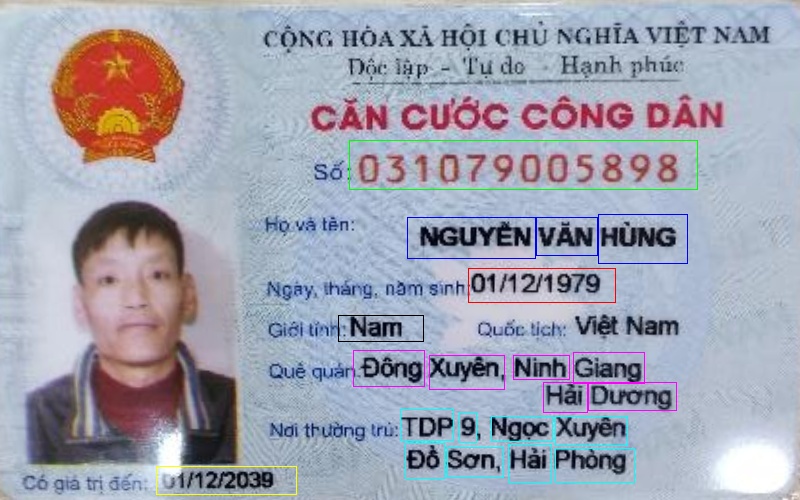 CỘNG HÒA XÃ HỘI CHỦ NGHĨA VIỆT NAM
Độc lập - Tự do - Hạnh phúc
CĂN CƯỚC CÔNG DÂN
Số: 031079005898
Họ và tên: NGUYỄN VĂN HÙNG
Ngày, tháng, năm sinh: 01/12/1979
Giới tính: Nam Quốc tịch: Việt Nam
Quê quán: Đông Xuyên, Ninh Giang
Hải Dương
Nơi thường trú: TDP 9, Ngọc Xuyên
Đồ Sơn, Hải Phòng
Có giá trị đến: 01/12/2039